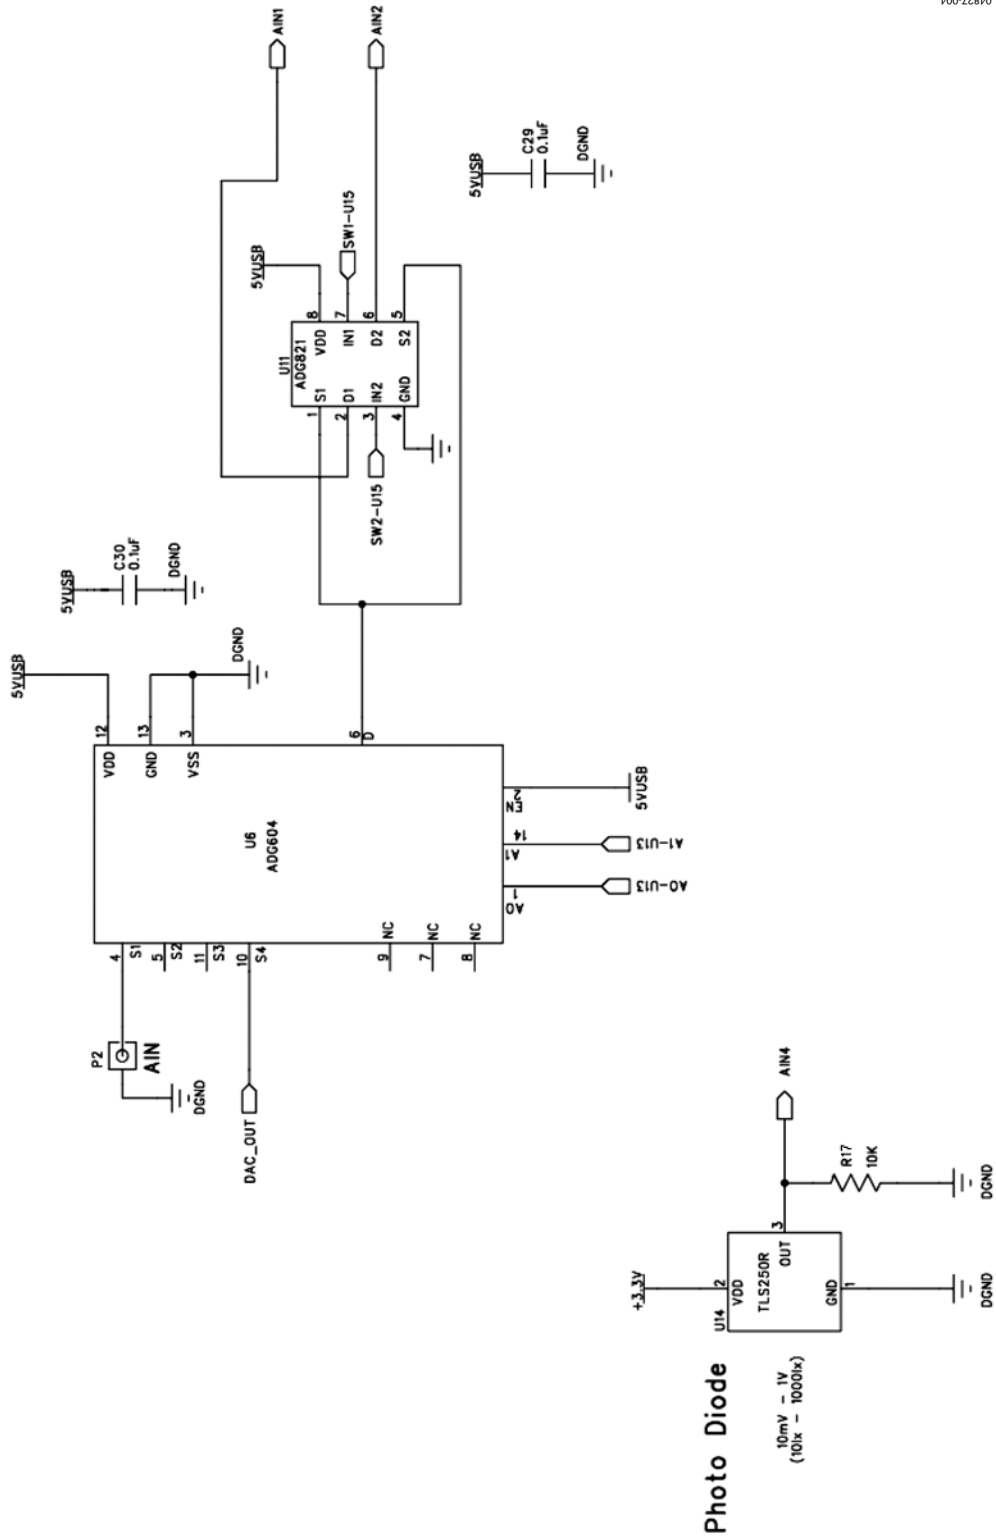 AIN1
AIN2
5VUSB
C29
0.1uF
DGND
5VUSB
SW1-U15
8
7
6
5
VDD
IN1
D2
S2
U11
ADG821
S1
D1
IN2
GND
1
2
3
4
SW2-U15
5VUSB
C30
0.1uF
DGND
5VUSB
DGND
12
13
3
6
VDD
GND
VSS
D
U6
ADG604
EN
2
5VUSB
A1
14
A1-U13
A0
1
A0-U13
4
S1
5
S2
11
S3
10
S4
9
NC
7
NC
8
NC
P2
AIN
DGND
DAC_OUT
AIN4
R17
10K
DGND
3
OUT
+3.3V
2
VDD
U14
TLS250R
GND
1
DGND
Photo Diode
10mV - 1V
(10lx - 1000lx)